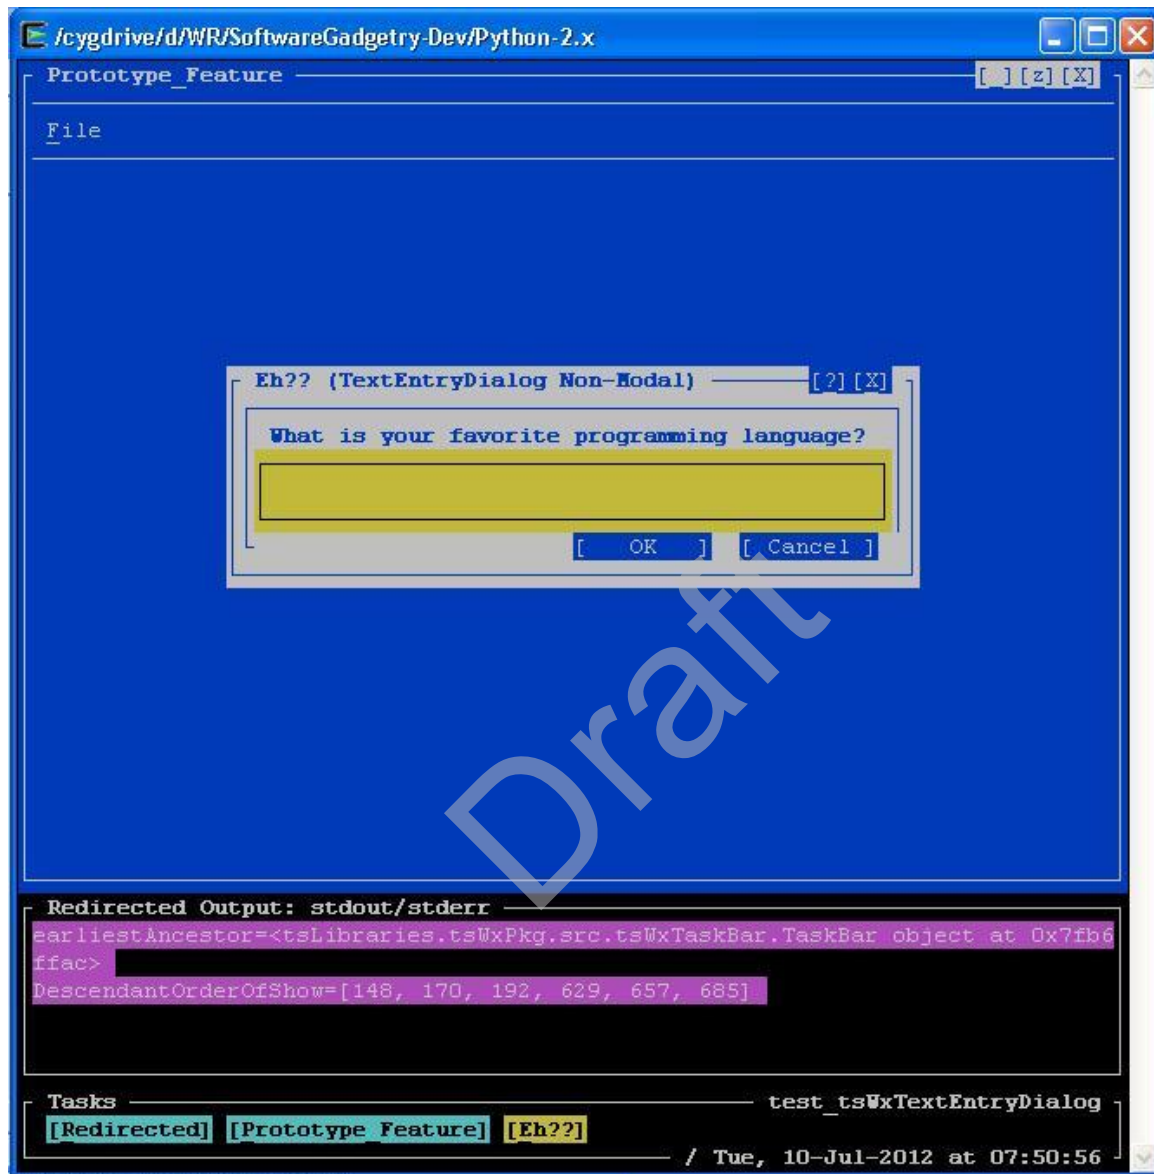 /cygdrive/d/WR/SoftwareGadgetry-Dev/Python-2.x
Prototype_Feature [_][z][X]
File
Eh?? (TextEntryDialog Non-Modal) [?][X]
What is your favorite programming language?
[ OK ] [ Cancel ]
Draft
Redirected Output: stdout/stderr
earliestAncestor=<tsLibraries.tsWxPkg.src.tsWxTaskBar.TaskBar object at 0x7fb6
ffac>
DescendantOrderOfShow=[148, 170, 192, 629, 657, 685]
Tasks test_tsWxTextEntryDialog
[Redirected] [Prototype_Feature] [Eh??]
/ Tue, 10-Jul-2012 at 07:50:56